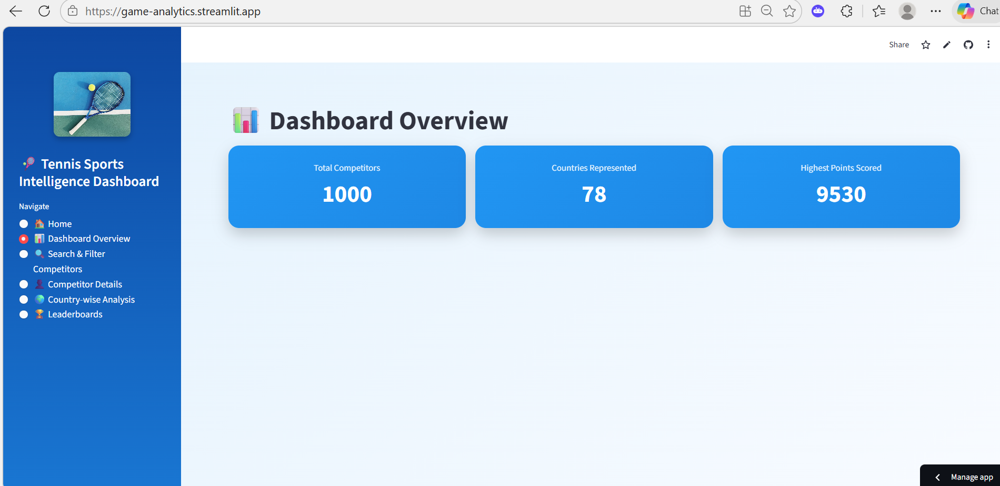 https://game-analytics.streamlit.app
Chat
Share
Tennis Sports
Intelligence Dashboard
Navigate
Home
Dashboard Overview
Search & Filter
Competitors
Competitor Details
Country-wise Analysis
Leaderboards
Dashboard Overview
Total Competitors
1000
Countries Represented
78
Highest Points Scored
9530
Manage app